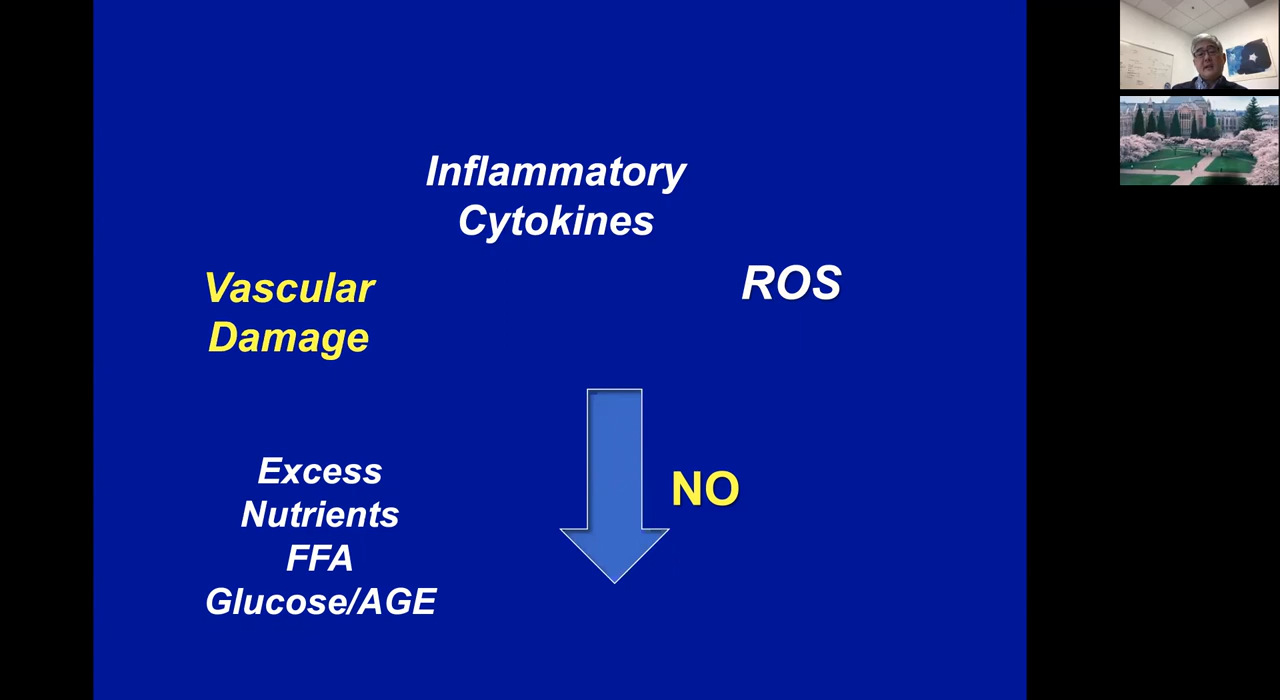 Inflammatory
Cytokines
ROS
Vascular
Damage
NO
Excess
Nutrients
FFA
Glucose/AGE